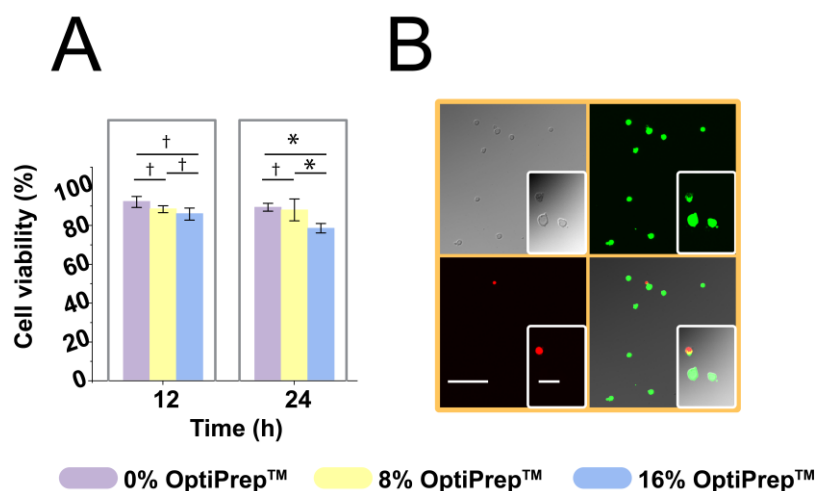 A
B
†
*
†
†
†
*
Cell viability (%)
100
80
60
40
20
0
12
24
Time (h)
0% OptiPrep™
8% OptiPrep™
16% OptiPrep™